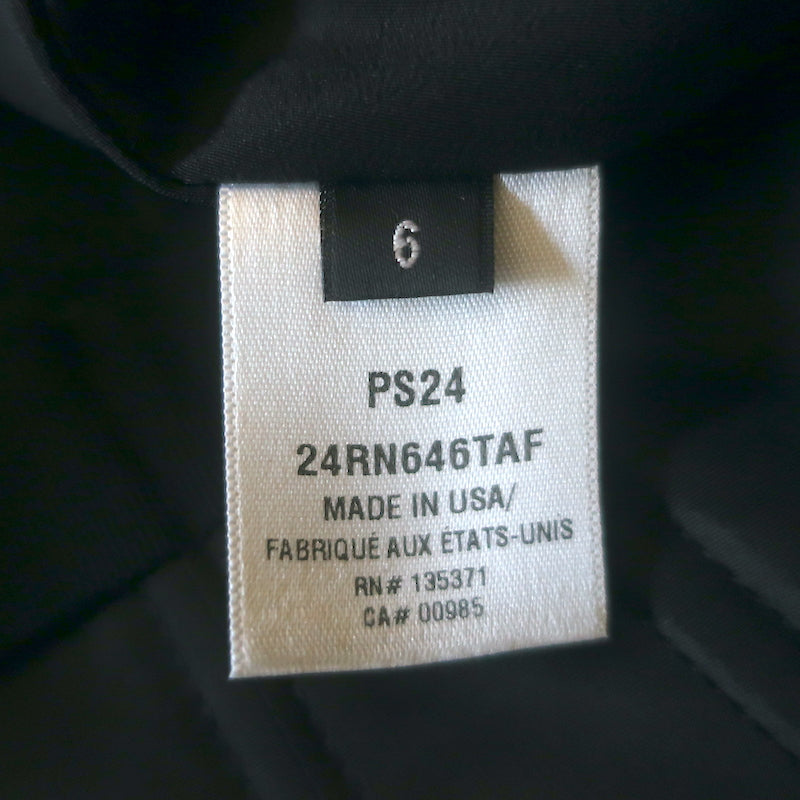 6
PS24
24RN646TAF
MADE IN USA/
FABRIQUÉ AUX ÉTATS-UNIS
RN# 135371
CA# 00985